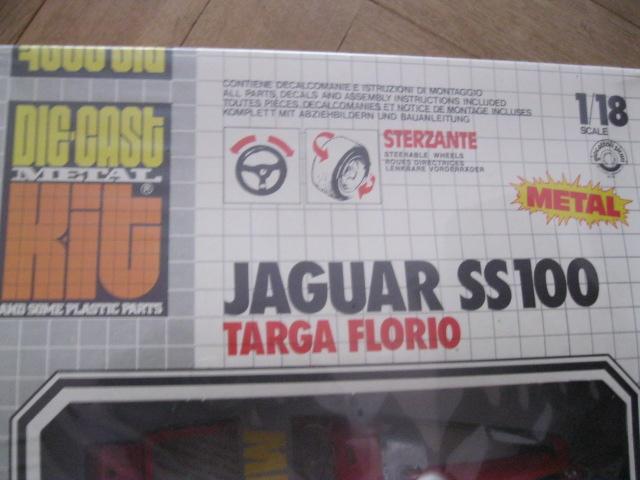 DIE-CAST
METAL
Kit®
AND SOME PLASTIC PARTS
CONTIENE DECALCOMANIE E ISTRUZIONI DI MONTAGGIO
ALL PARTS, DECALS AND ASSEMBLY INSTRUCTIONS INCLUDED
TOUTES PIÈCES, DECALCOMANIES ET NOTICE DE MONTAGE INCLUSES
KOMPLETT MIT ABZIEHBILDERN UND BAUANLEITUNG
STERZANTE
STEERABLE WHEELS
ROUES DIRECTRICES
LENKBARE VORDERRÄDER
1/18
SCALE
METAL
JAGUAR SS100
TARGA FLORIO